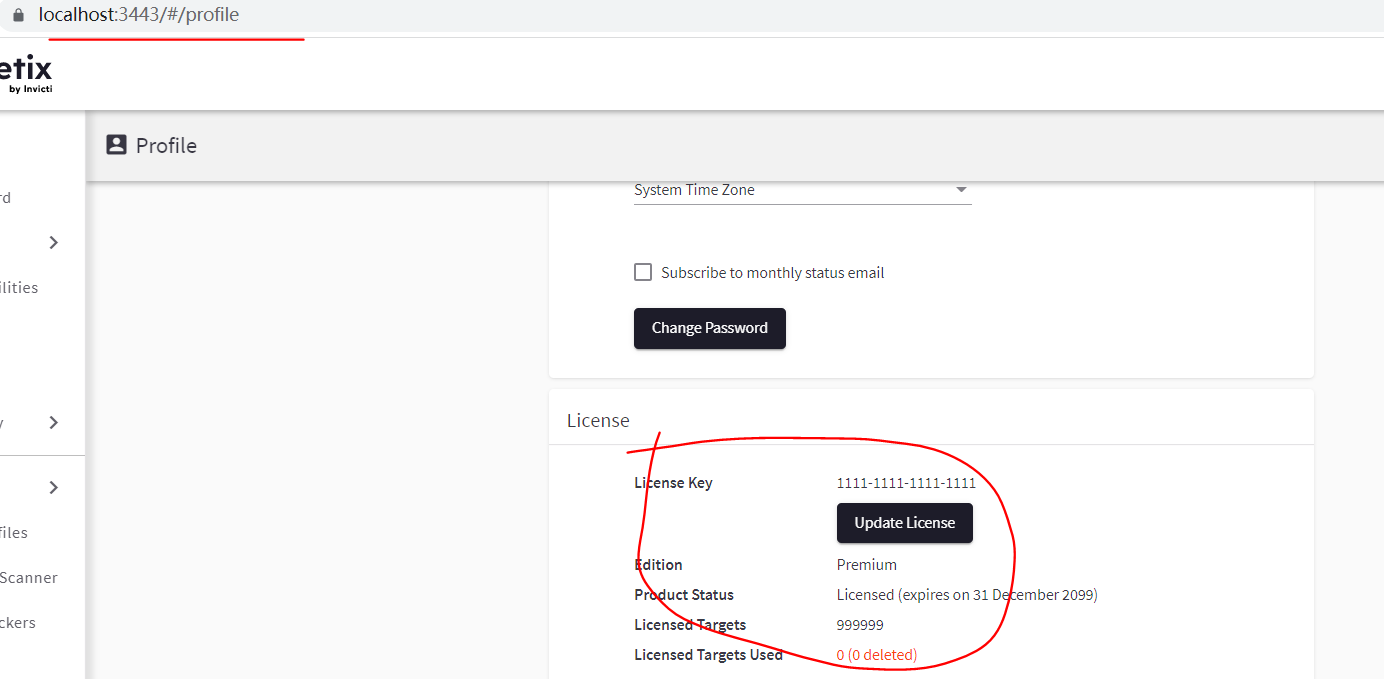 localhost:3443/#/profile
etix
by Invicti
Profile
rd
System Time Zone
Subscribe to monthly status email
ilities
Change Password
License
y
License Key 1111-1111-1111-1111
Update License
files
Edition Premium
Scanner
Product Status Licensed (expires on 31 December 2099)
ckers
Licensed Targets 999999
Licensed Targets Used 0 (0 deleted)